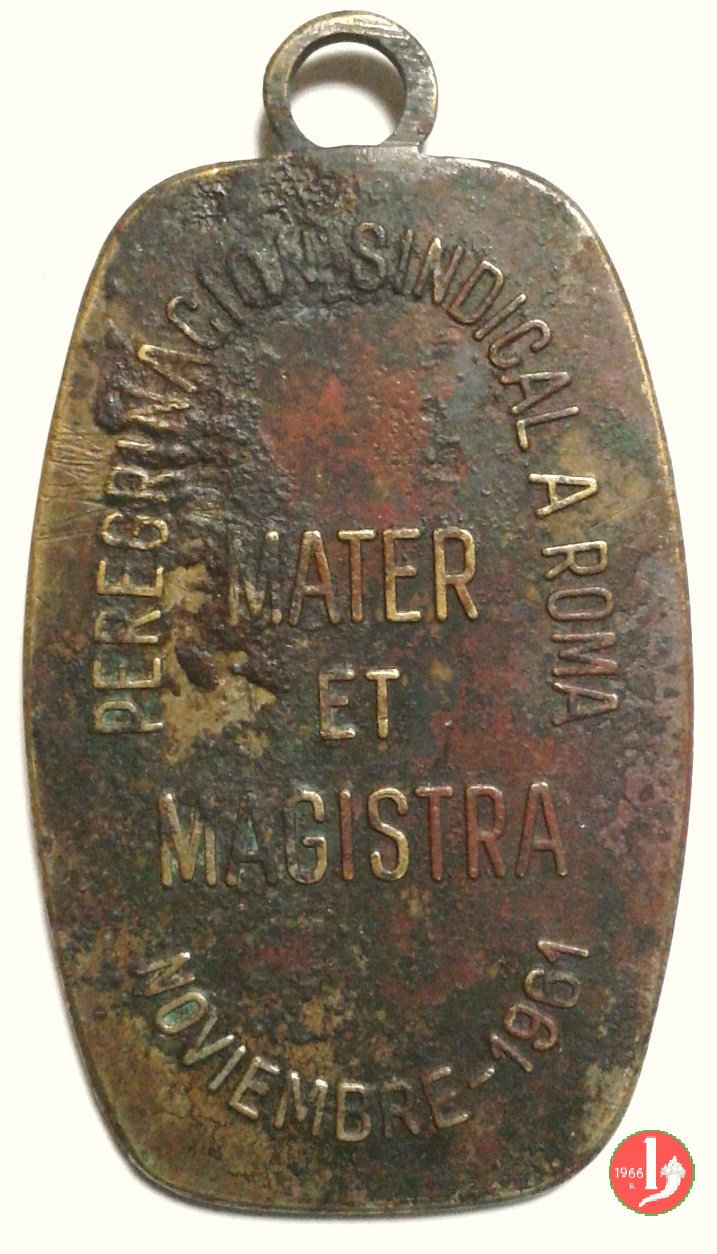 PEREGRINACION SINDICAL A ROMA
MATER
ET
MAGISTRA
NOVIEMBRE-1961
1966
B